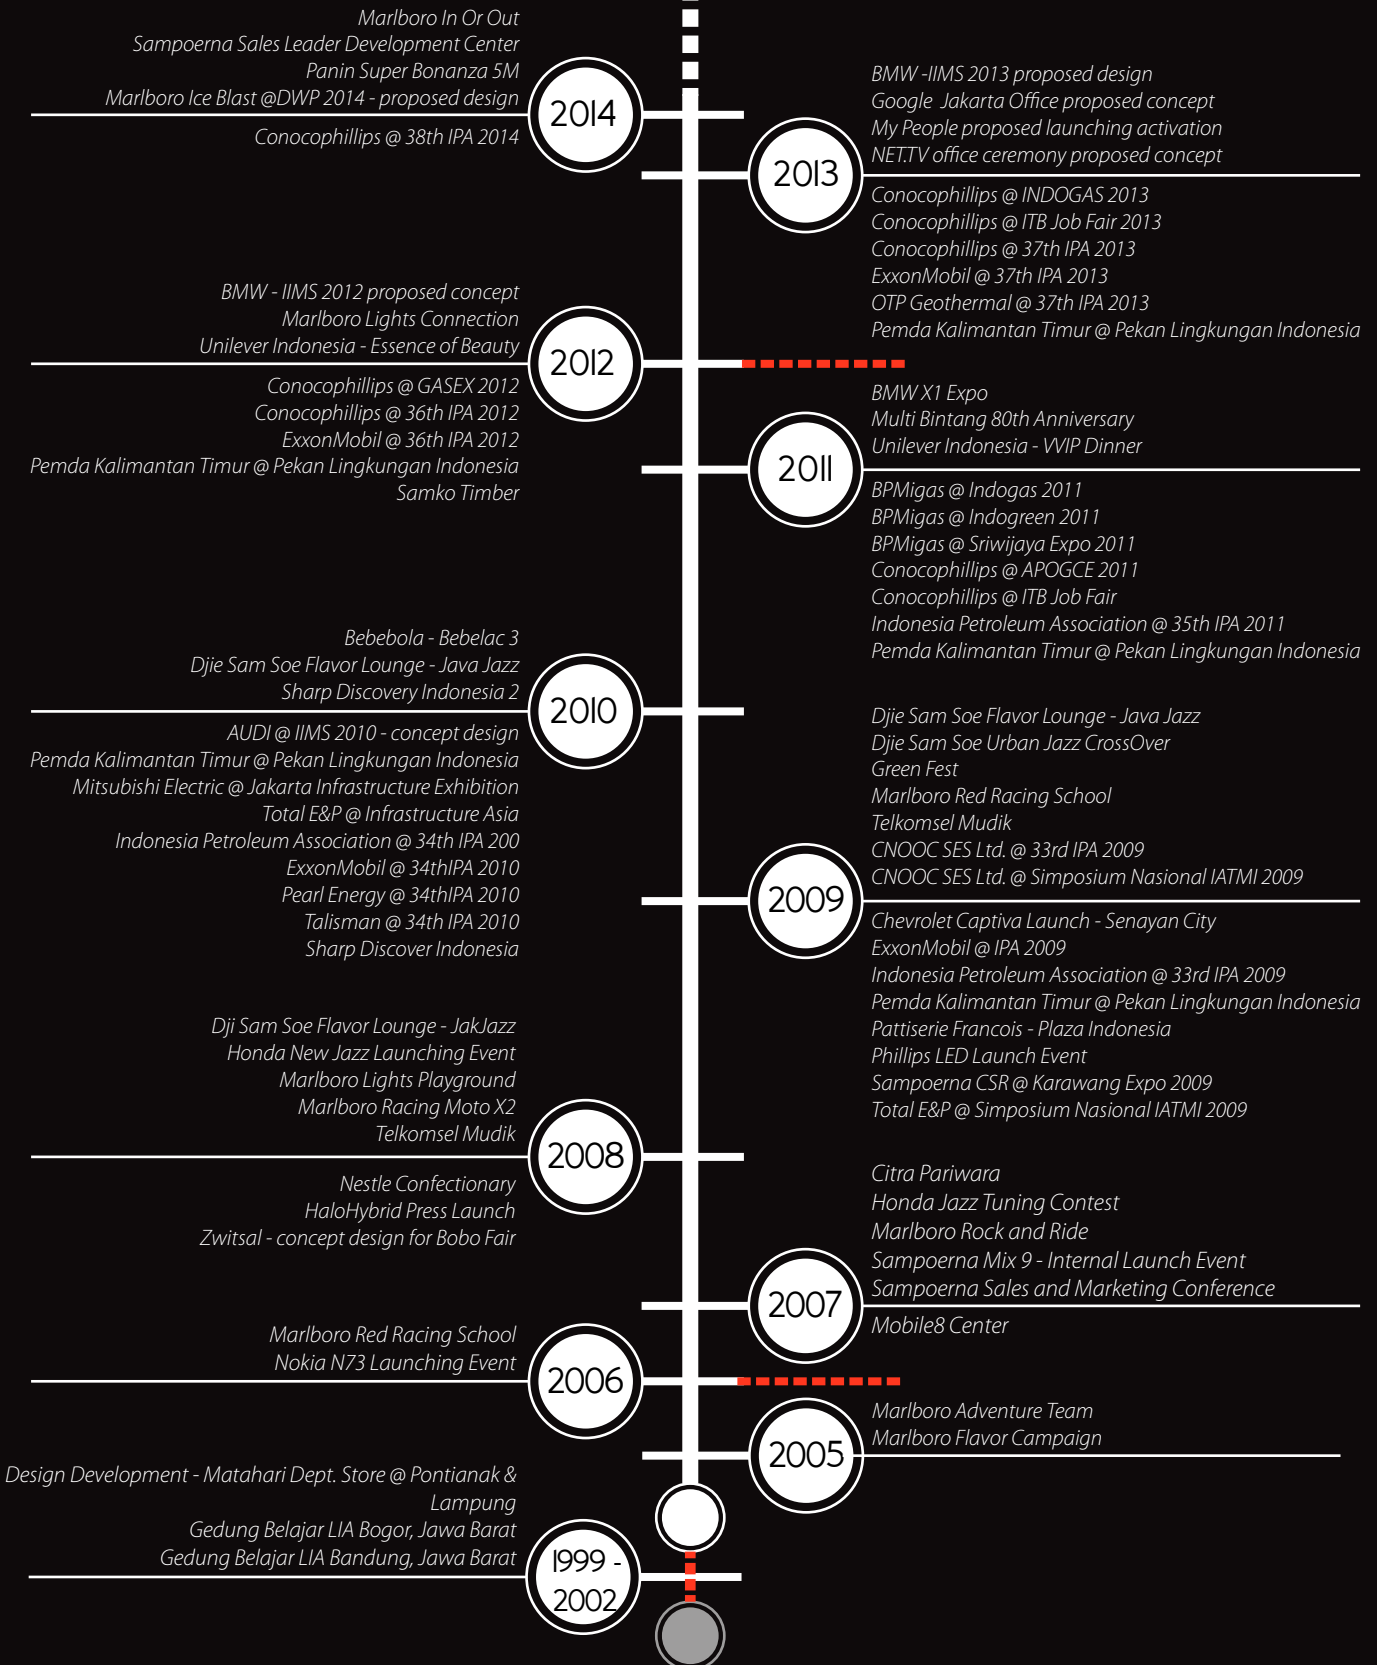 Marlboro In Or Out
Sampoerna Sales Leader Development Center
Panin Super Bonanza 5M
Marlboro Ice Blast @DWP 2014 - proposed design
2014
Conocophillips @ 38th IPA 2014
BMW -IIMS 2013 proposed design
Google Jakarta Office proposed concept
My People proposed launching activation
NET.TV office ceremony proposed concept
2013
Conocophillips @ INDOGAS 2013
Conocophillips @ ITB Job Fair 2013
Conocophillips @ 37th IPA 2013
ExxonMobil @ 37th IPA 2013
OTP Geothermal @ 37th IPA 2013
Pemda Kalimantan Timur @ Pekan Lingkungan Indonesia
BMW - IIMS 2012 proposed concept
Marlboro Lights Connection
Unilever Indonesia - Essence of Beauty
2012
Conocophillips @ GASEX 2012
Conocophillips @ 36th IPA 2012
ExxonMobil @ 36th IPA 2012
Pemda Kalimantan Timur @ Pekan Lingkungan Indonesia
Samko Timber
BMW X1 Expo
Multi Bintang 80th Anniversary
Unilever Indonesia - VVIP Dinner
2011
BPMigas @ Indogas 2011
BPMigas @ Indogreen 2011
BPMigas @ Sriwijaya Expo 2011
Conocophillips @ APOGCE 2011
Conocophillips @ ITB Job Fair
Indonesia Petroleum Association @ 35th IPA 2011
Pemda Kalimantan Timur @ Pekan Lingkungan Indonesia
Bebebola - Bebelac 3
Djie Sam Soe Flavor Lounge - Java Jazz
Sharp Discovery Indonesia 2
2010
AUDI @ IIMS 2010 - concept design
Pemda Kalimantan Timur @ Pekan Lingkungan Indonesia
Mitsubishi Electric @ Jakarta Infrastructure Exhibition
Total E&P @ Infrastructure Asia
Indonesia Petroleum Association @ 34th IPA 200
ExxonMobil @ 34thIPA 2010
Pearl Energy @ 34thIPA 2010
Talisman @ 34th IPA 2010
Sharp Discover Indonesia
Djie Sam Soe Flavor Lounge - Java Jazz
Djie Sam Soe Urban Jazz CrossOver
Green Fest
Marlboro Red Racing School
Telkomsel Mudik
CNOOC SES Ltd. @ 33rd IPA 2009
CNOOC SES Ltd. @ Simposium Nasional IATMI 2009
2009
Chevrolet Captiva Launch - Senayan City
ExxonMobil @ IPA 2009
Indonesia Petroleum Association @ 33rd IPA 2009
Pemda Kalimantan Timur @ Pekan Lingkungan Indonesia
Pattiserie Francois - Plaza Indonesia
Phillips LED Launch Event
Sampoerna CSR @ Karawang Expo 2009
Total E&P @ Simposium Nasional IATMI 2009
Dji Sam Soe Flavor Lounge - JakJazz
Honda New Jazz Launching Event
Marlboro Lights Playground
Marlboro Racing Moto X2
Telkomsel Mudik
2008
Nestle Confectionary
HaloHybrid Press Launch
Zwitsal - concept design for Bobo Fair
Citra Pariwara
Honda Jazz Tuning Contest
Marlboro Rock and Ride
Sampoerna Mix 9 - Internal Launch Event
Sampoerna Sales and Marketing Conference
2007
Mobile8 Center
Marlboro Red Racing School
Nokia N73 Launching Event
2006
Marlboro Adventure Team
Marlboro Flavor Campaign
2005
Design Development - Matahari Dept. Store @ Pontianak &
Lampung
Gedung Belajar LIA Bogor, Jawa Barat
Gedung Belajar LIA Bandung, Jawa Barat
1999 -
2002